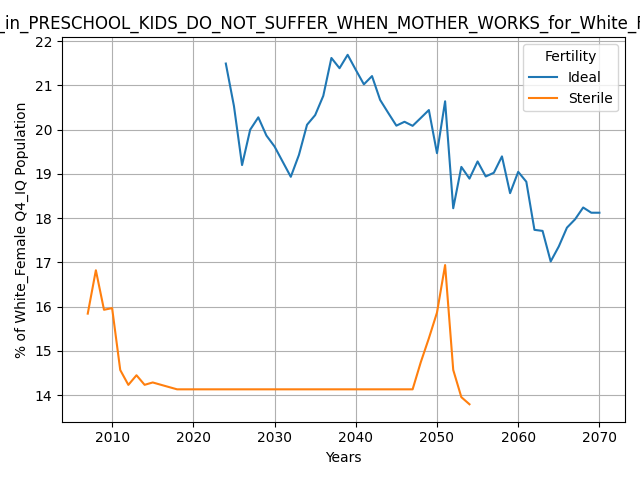 _in_PRESCHOOL_KIDS_DO_NOT_SUFFER_WHEN_MOTHER_WORKS_for_White_F
22
21
20
19
18
17
16
15
14
% of White_Female Q4_IQ Population
Fertility
Ideal
Sterile
2010
2020
2030
2040
2050
2060
2070
Years